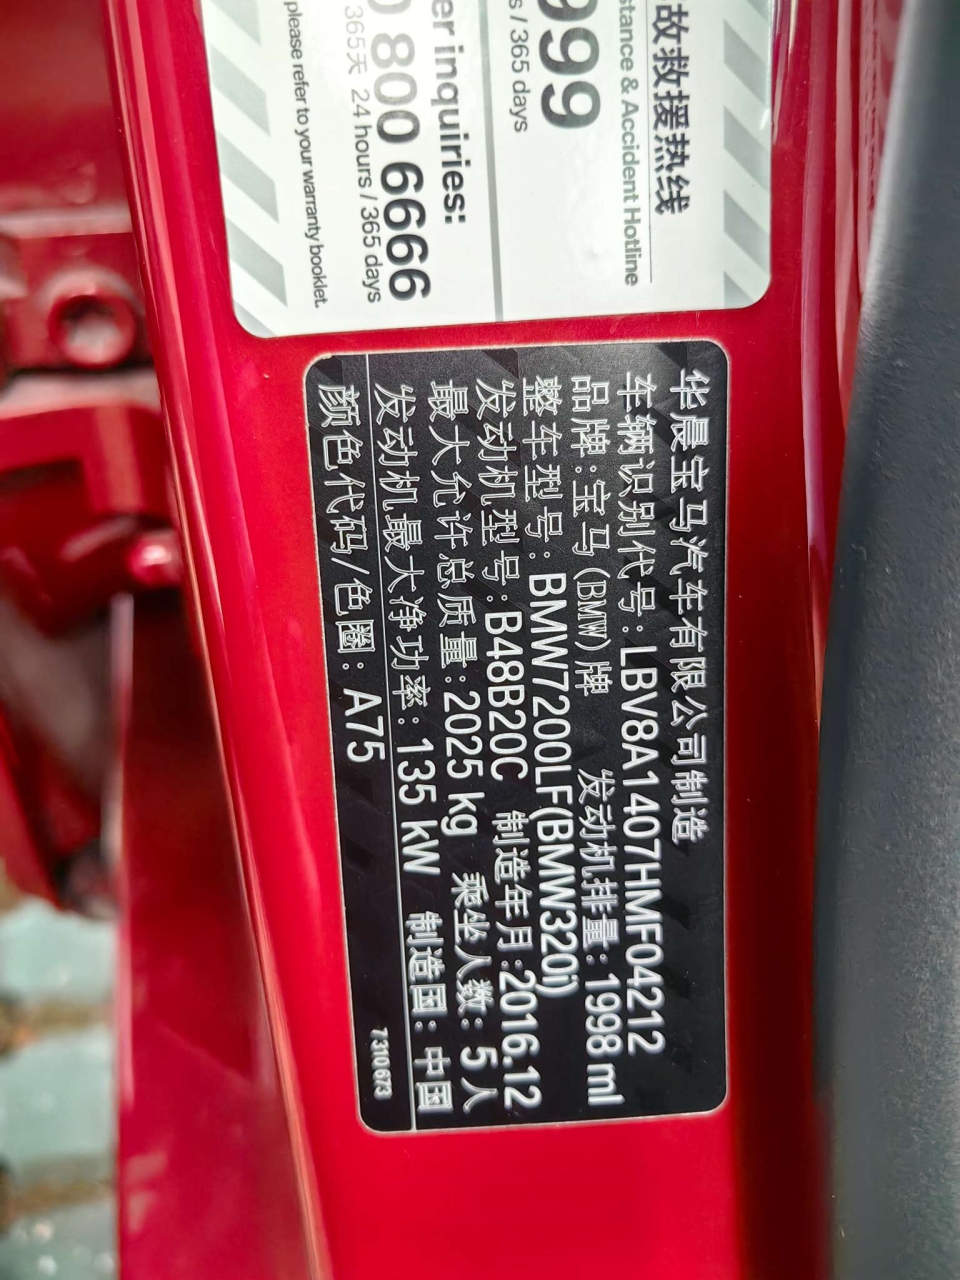 故救援热线
stance & Accident Hotline
999
s / 365 days
er inquiries:
0 800 6666
365天 24 hours / 365 days
please refer to your warranty booklet.
华晨宝马汽车有限公司制造
车辆识别代号: LBV8A1407HMF04212
品牌: 宝马(BMW)牌 发动机排量: 1998 ml
整车型号: BMW7200LF(BMW320i)
发动机型号: B48B20C 制造年月: 2016.12
最大允许总质量: 2025 kg 乘坐人数: 5人
发动机最大净功率: 135 kW 制造国: 中国
颜色代码/色圈: A75 7310673